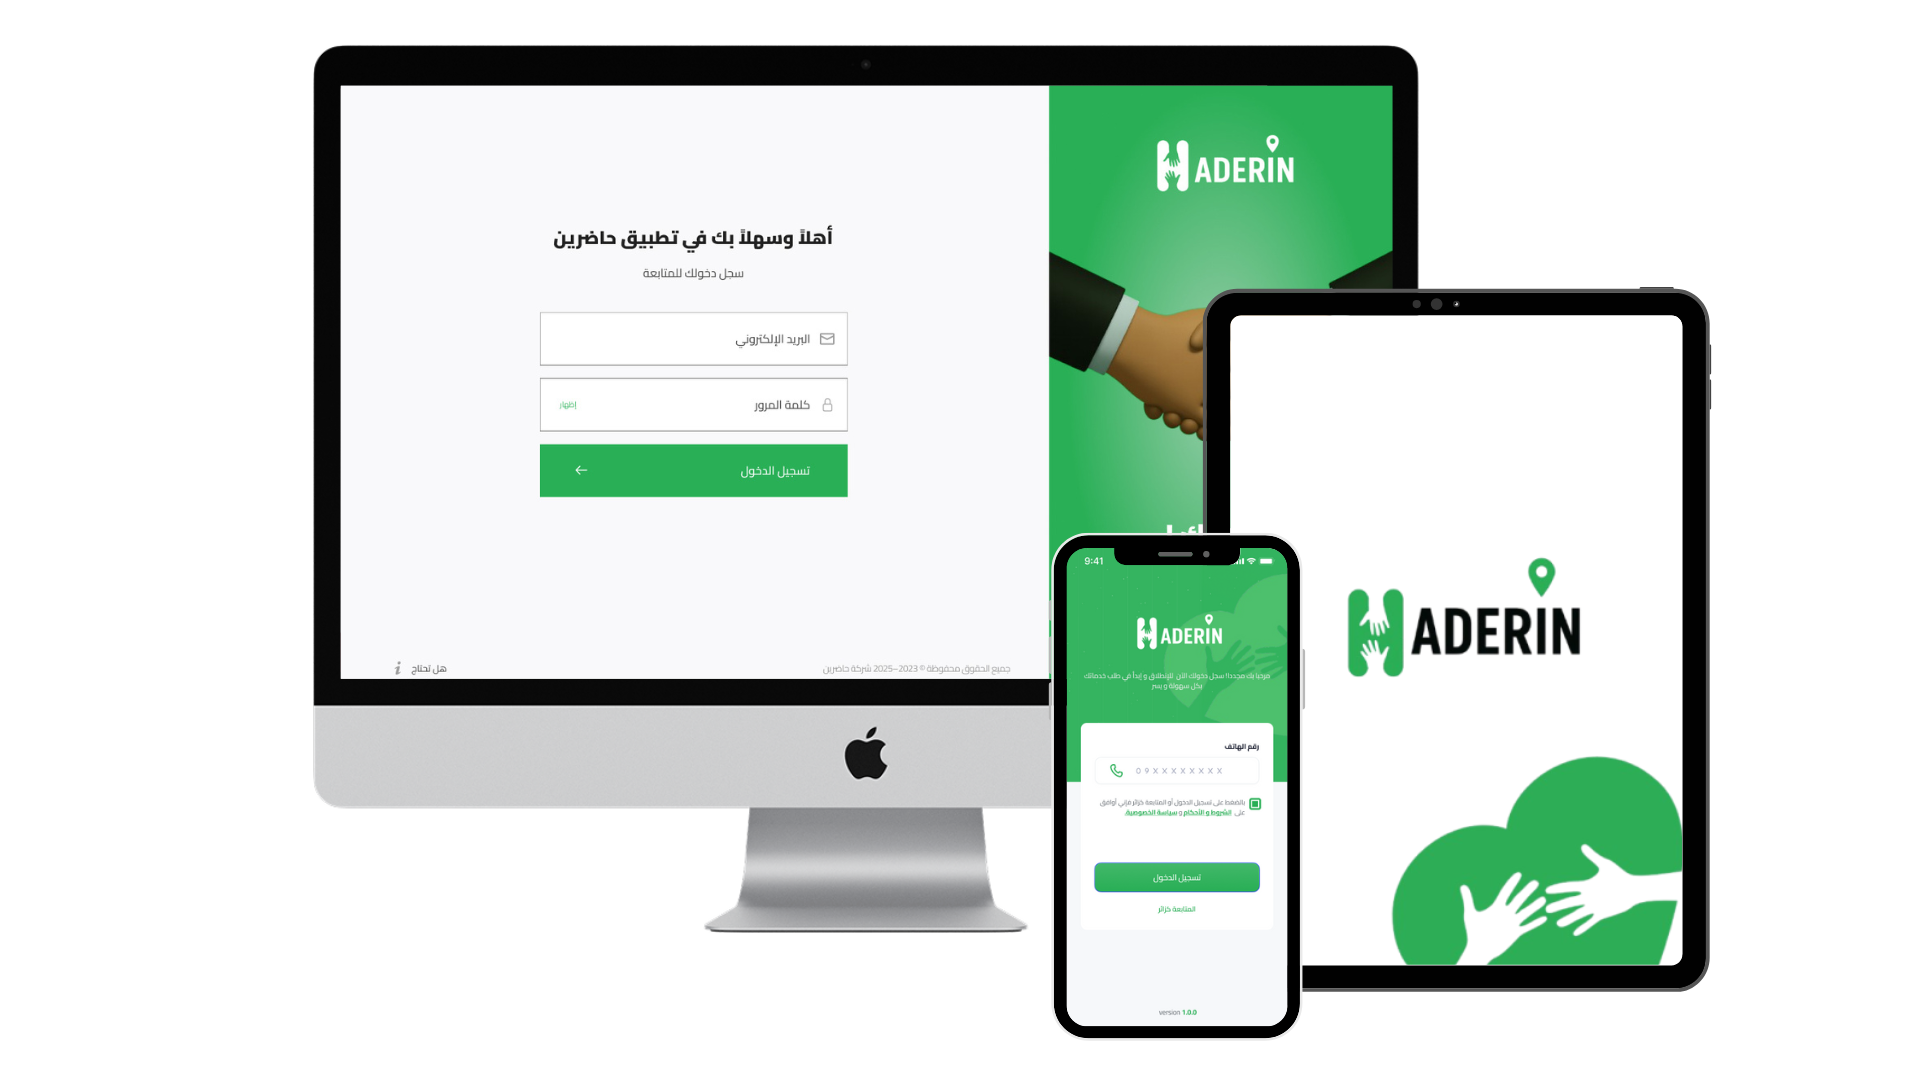 أهلاً وسهلاً بك في تطبيق حاضرين
سجل دخولك للمتابعة
البريد الإلكتروني
كلمة المرور
إظهار
تسجيل الدخول
جميع الحقوق محفوظة © 2023–2025 شركة حاضرين
هل تحتاج
HADERIN
9:41
HADERIN
مرحبا بك مجددا! سجل دخولك الآن للإنطلاق و إبدأ في طلب خدماتك
بكل سهولة و يسر
رقم الهاتف
09XXXXXXXX
بالضغط على تسجيل الدخول أو المتابعة كزائر فإني أوافق
على الشروط و الأحكام و سياسة الخصوصية.
تسجيل الدخول
المتابعة كزائر
version 1.0.0
HADERIN